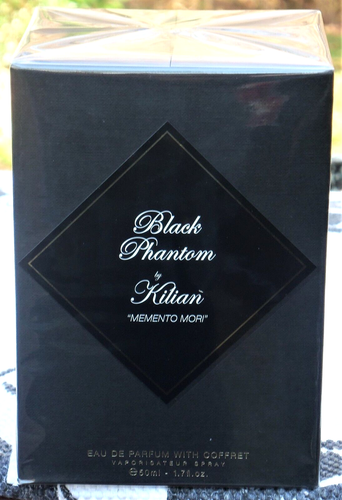 Black
Phantom
by
Kilian
"MEMENTO MORI"
EAU DE PARFUM WITH COFFRET
VAPORISATEUR SPRAY
℮50ml - 1.7fl.oz.